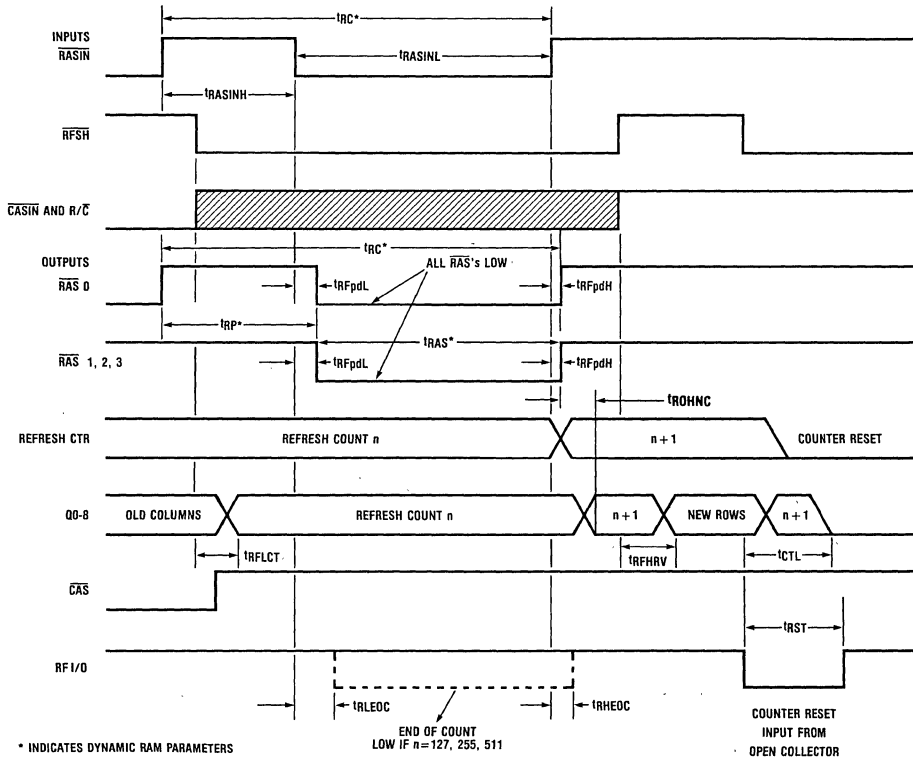 tRC*
INPUTS
RASIN
tRASINL
tRASINH
RFSH
CASIN AND R/C
tRC*
OUTPUTS
ALL RAS's LOW
RAS 0
tRFpdL
tRFpdH
tRP*
tRAS*
RAS 1, 2, 3
tRFpdL
tRFpdH
tROHNC
REFRESH CTR
REFRESH COUNT n
n+1
COUNTER RESET
Q0-8
OLD COLUMNS
REFRESH COUNT n
n+1
NEW ROWS
n+1
tRFLCT
tRFHRV
tCTL
CAS
tRST
RF I/O
tRLEOC
tRHEOC
END OF COUNT
LOW IF n=127, 255, 511
COUNTER RESET
INPUT FROM
OPEN COLLECTOR
* INDICATES DYNAMIC RAM PARAMETERS